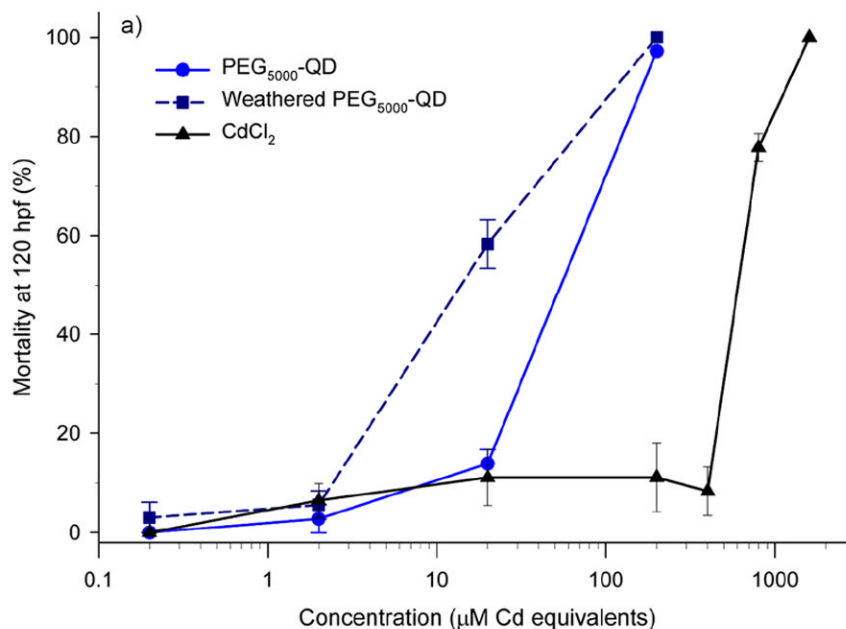 a)
PEG5000-QD
Weathered PEG5000-QD
CdCl2
Mortality at 120 hpf (%)
100
80
60
40
20
0
0.1 1 10 100 1000
Concentration (μM Cd equivalents)